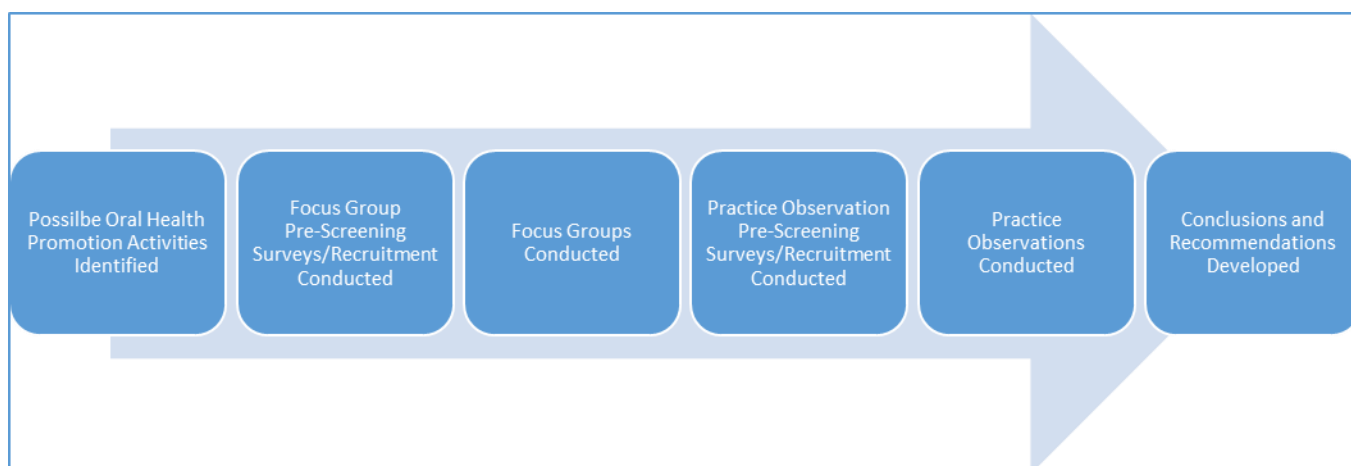 Possilbe Oral Health
Promotion Activities
Identified
Focus Group
Pre-Screening
Surveys/Recruitment
Conducted
Focus Groups
Conducted
Practice Observation
Pre-Screening
Surveys/Recruitment
Conducted
Practice
Observations
Conducted
Conclusions and
Recommendations
Developed